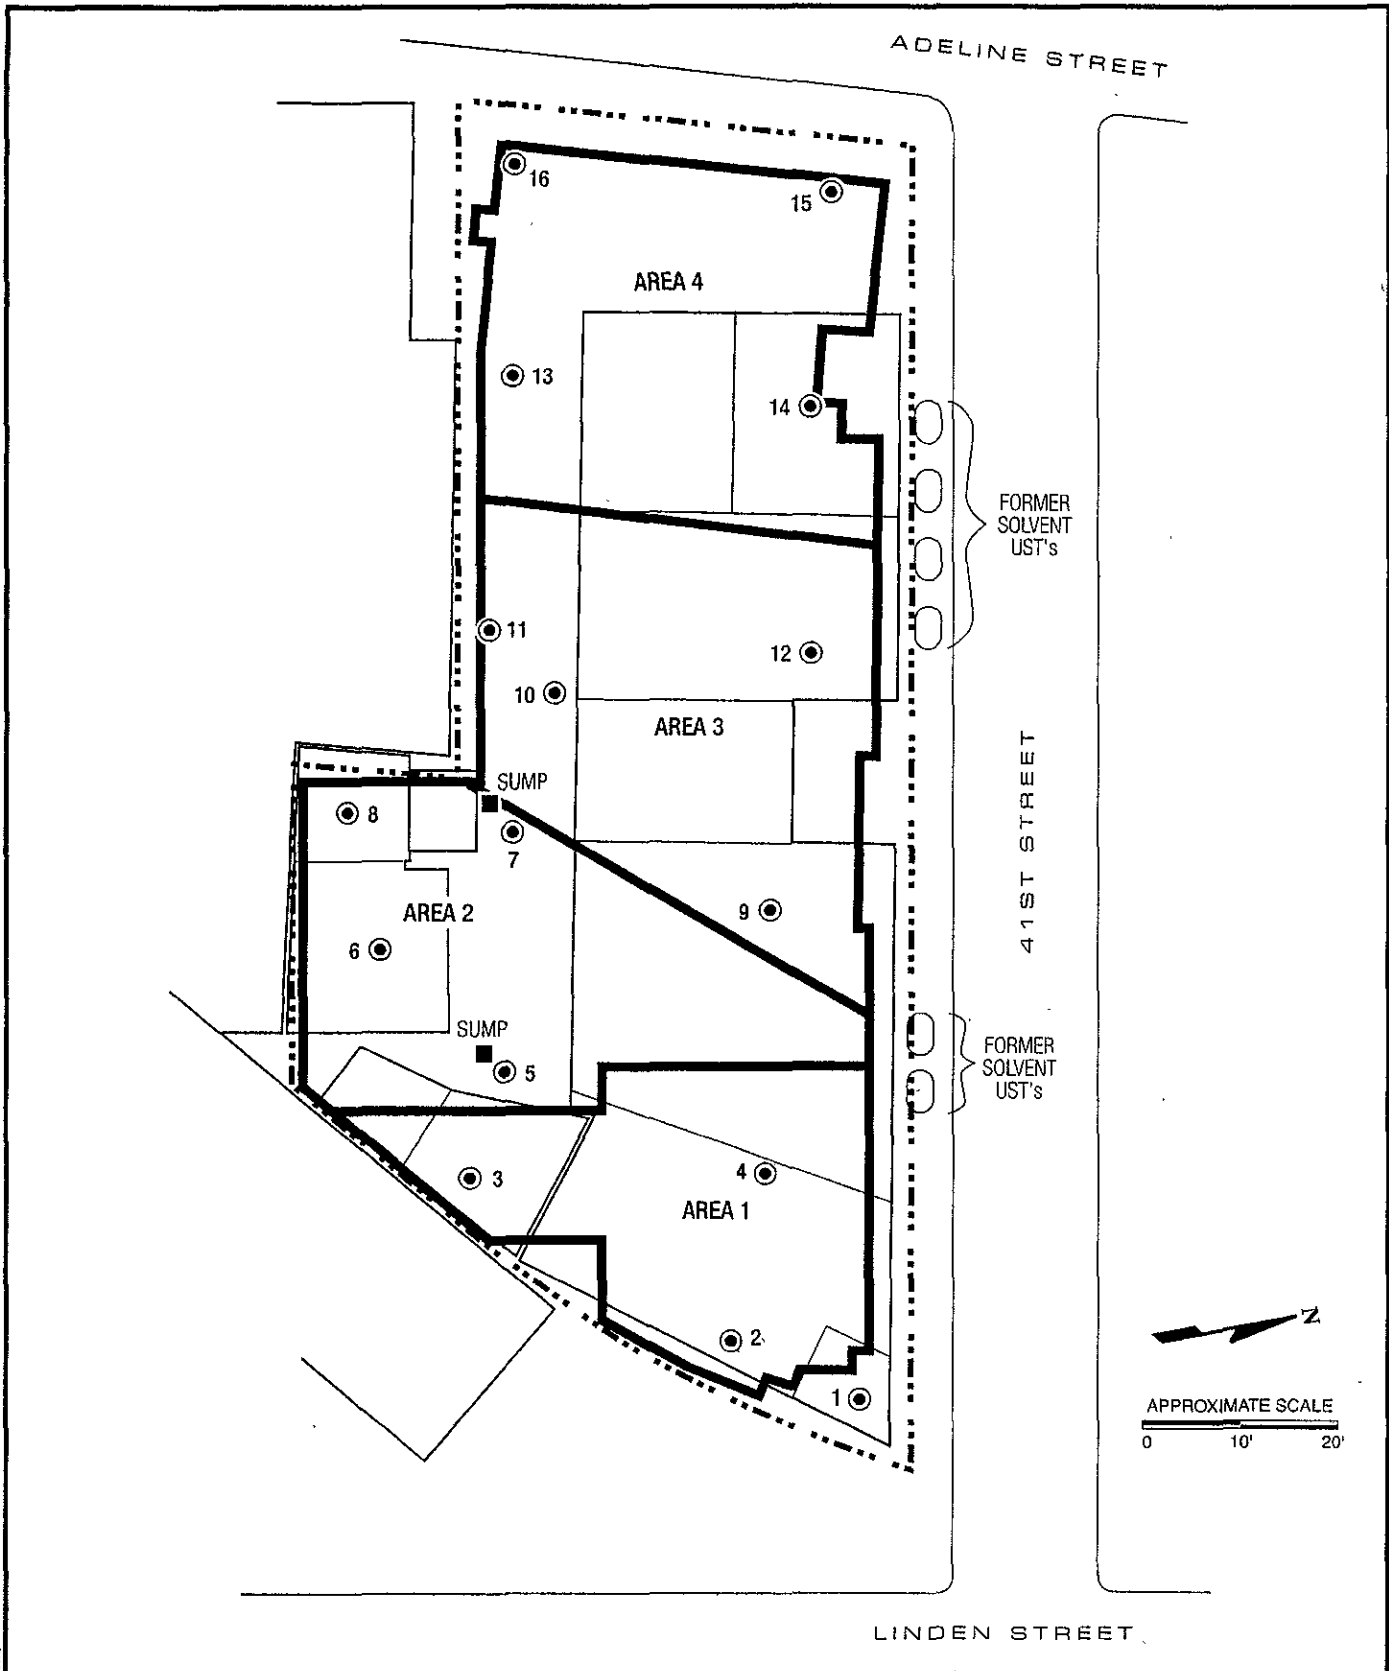 ADELINE STREET
16
15
AREA 4
13
14
FORMER
SOLVENT
UST's
11
12
10
AREA 3
SUMP
8
7
41ST STREET
AREA 2
9
6
SUMP
5
FORMER
SOLVENT
UST's
3
4
AREA 1
2
1
N
APPROXIMATE SCALE
0 10' 20'
LINDEN STREET